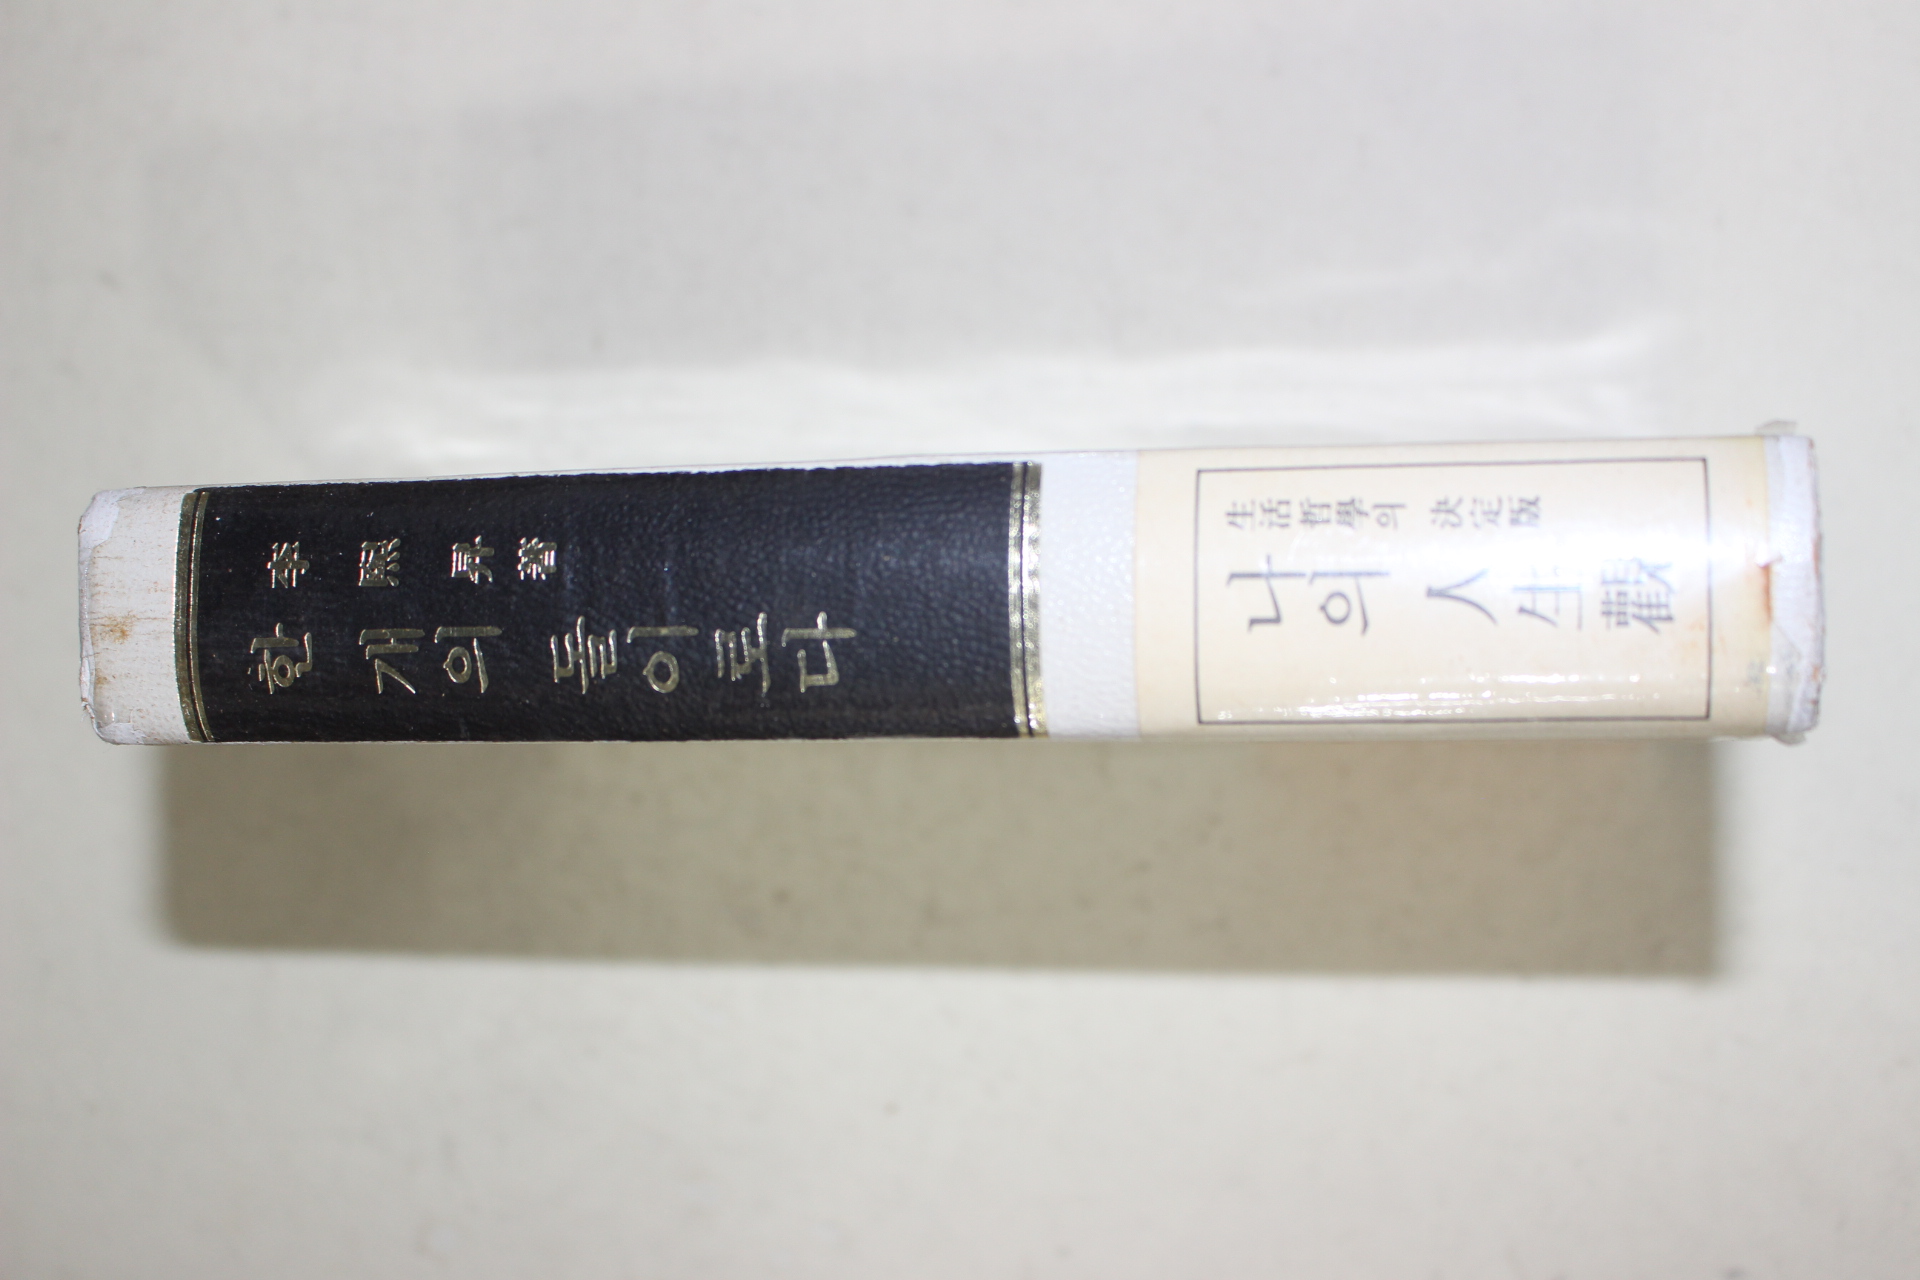 李熙昇 著
한 개의 돌이로다
生活哲學의 決定版
나의 人生觀